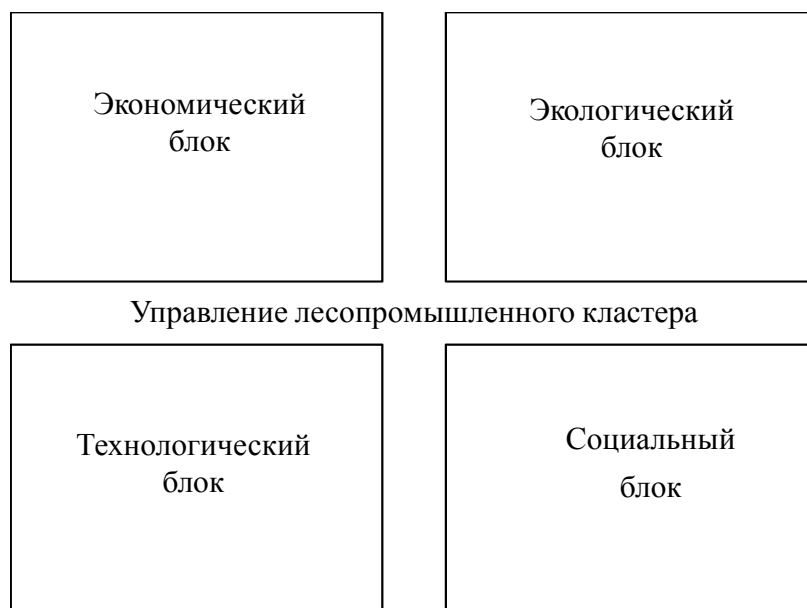 Экономический
блок
Экологический
блок
Управление лесопромышленного кластера
Технологический
блок
Социальный
блок